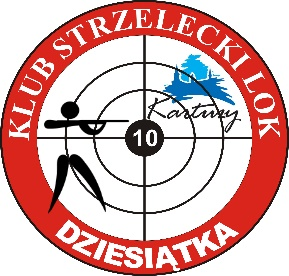 KLUB STRZELECKI LOK
Kartuzy
10
DZIESIĄTKA